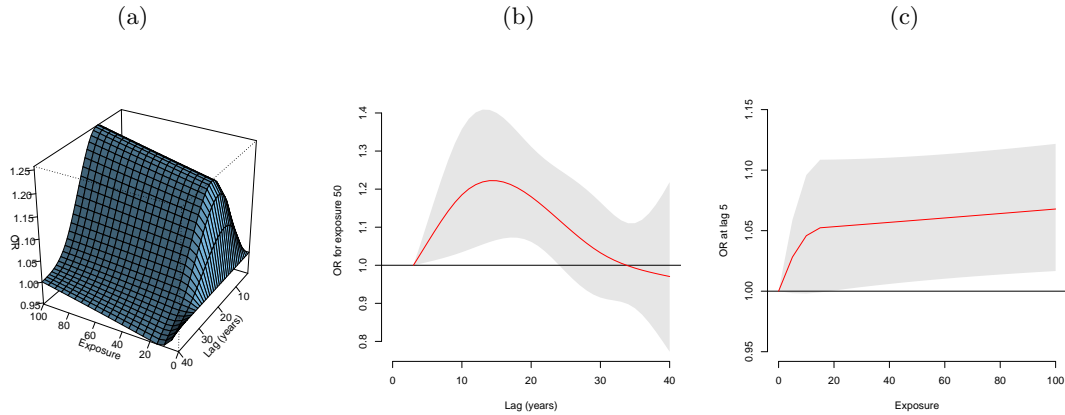 (a)
(b)
(c)
OR
1.25
1.20
1.15
1.10
1.05
1.00
0.95
100
80
60
40
20
0
Exposure
40
30
20
10
Lag (years)
OR for exposure 50
1.4
1.3
1.2
1.1
1.0
0.9
0.8
0 10 20 30 40
Lag (years)
OR at lag 5
1.15
1.10
1.05
1.00
0.95
0 20 40 60 80 100
Exposure